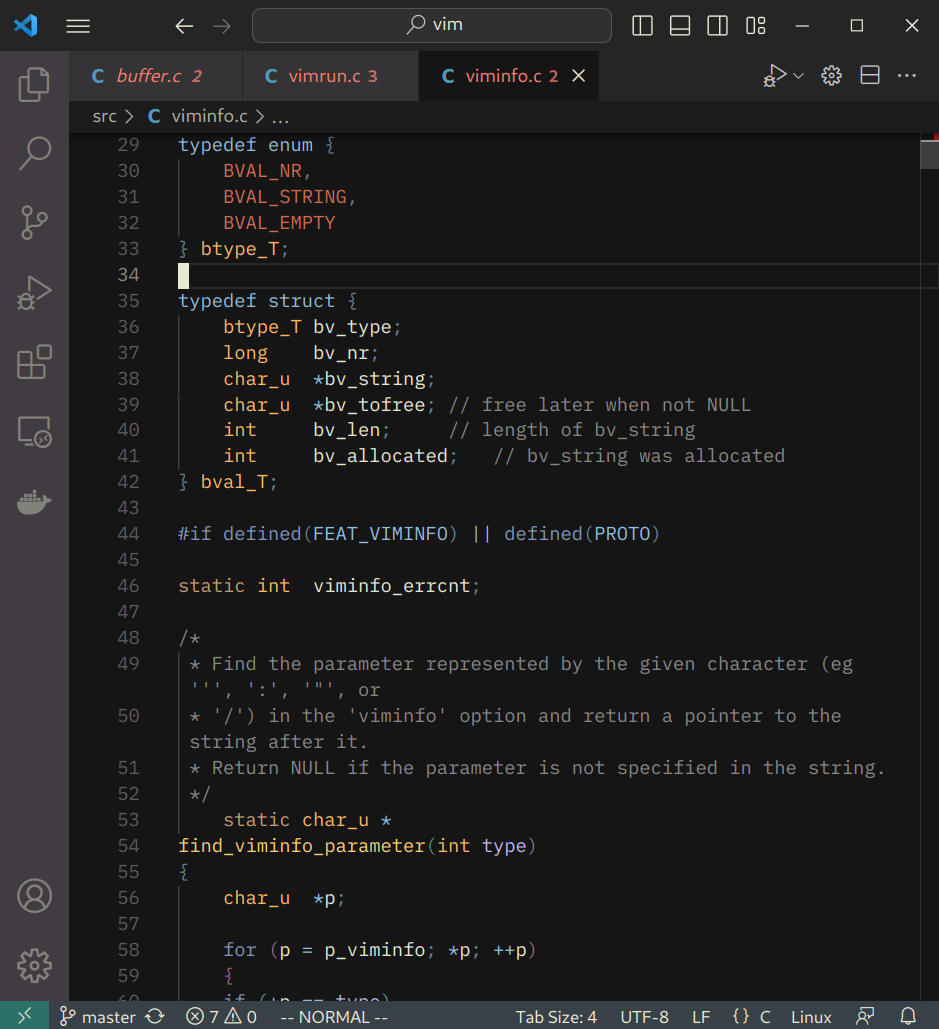 vim
C buffer.c 2 C vimrun.c 3 C viminfo.c 2
src > C viminfo.c > ...
29 typedef enum {
30     BVAL_NR,
31     BVAL_STRING,
32     BVAL_EMPTY
33 } btype_T;
34
35 typedef struct {
36     btype_T bv_type;
37     long    bv_nr;
38     char_u  *bv_string;
39     char_u  *bv_tofree; // free later when not NULL
40     int     bv_len;     // length of bv_string
41     int     bv_allocated;   // bv_string was allocated
42 } bval_T;
43
44 #if defined(FEAT_VIMINFO) || defined(PROTO)
45
46 static int  viminfo_errcnt;
47
48 /*
49  * Find the parameter represented by the given character (eg
''', ':', '"', or
50  * '/') in the 'viminfo' option and return a pointer to the
string after it.
51  * Return NULL if the parameter is not specified in the string.
52  */
53     static char_u *
54 find_viminfo_parameter(int type)
55 {
56     char_u  *p;
57
58     for (p = p_viminfo; *p; ++p)
59     {
60     if (*p == type)
master 7 0 -- NORMAL -- Tab Size: 4 UTF-8 LF {} C Linux